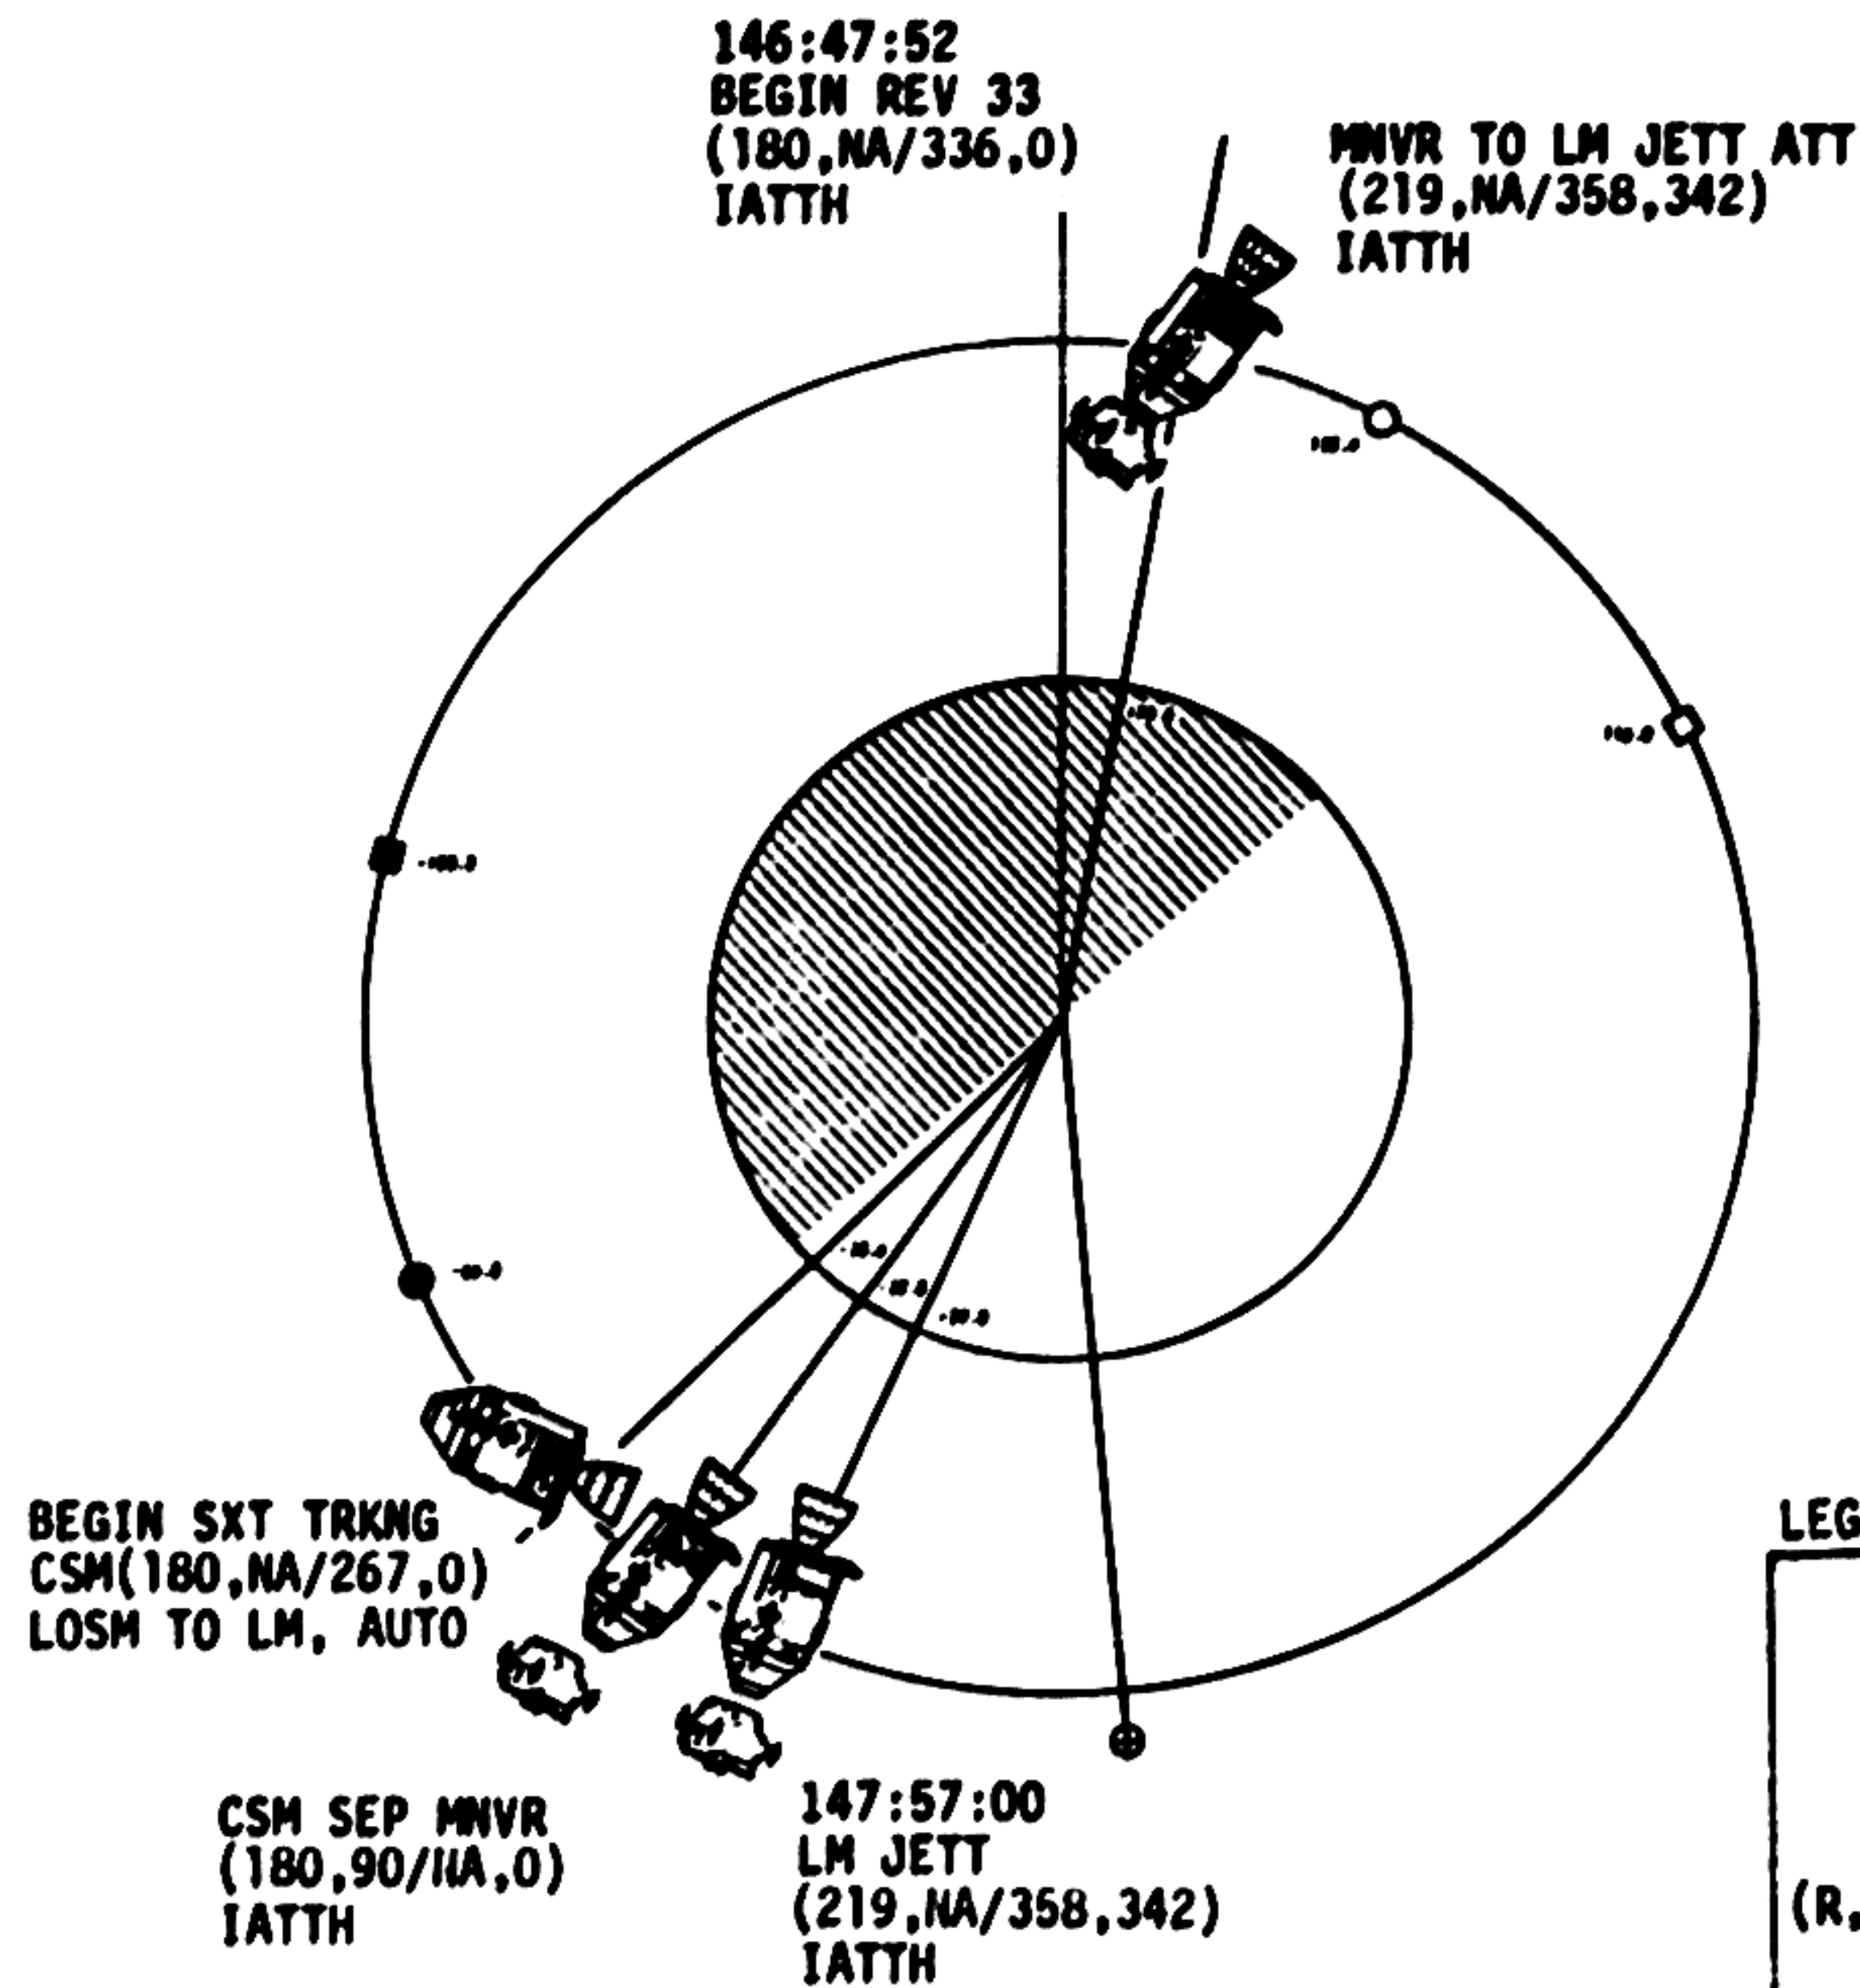 146:47:52
BEGIN REV 33
(180,NA/336,0)
IATTH
MNVR TO LM JETT ATT
(219,NA/358,342)
IATTH
BEGIN SXT TRKNG
CSM(180,NA/267,0)
LOSM TO LM, AUTO
CSM SEP MNVR
(180,90/NA,0)
IATTH
147:57:00
LM JETT
(219,NA/358,342)
IATTH
LEG
(R,